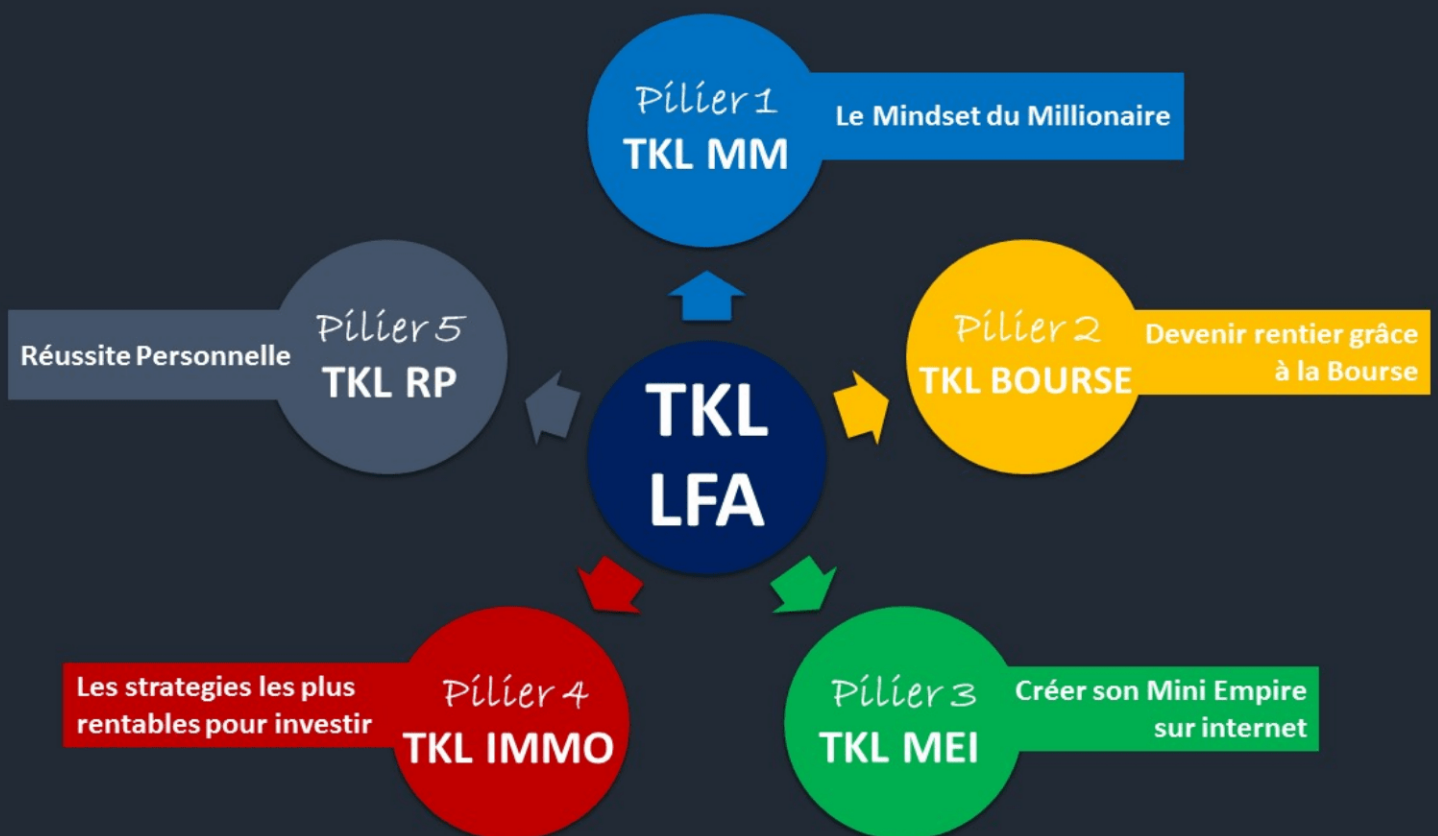 Pilier 1
TKL MM
Le Mindset du Millionaire
Pilier 2
TKL BOURSE
Devenir rentier grâce
à la Bourse
Pilier 3
TKL MEI
Créer son Mini Empire
sur internet
Pilier 4
TKL IMMO
Les strategies les plus
rentables pour investir
Pilier 5
TKL RP
Réussite Personnelle
TKL
LFA